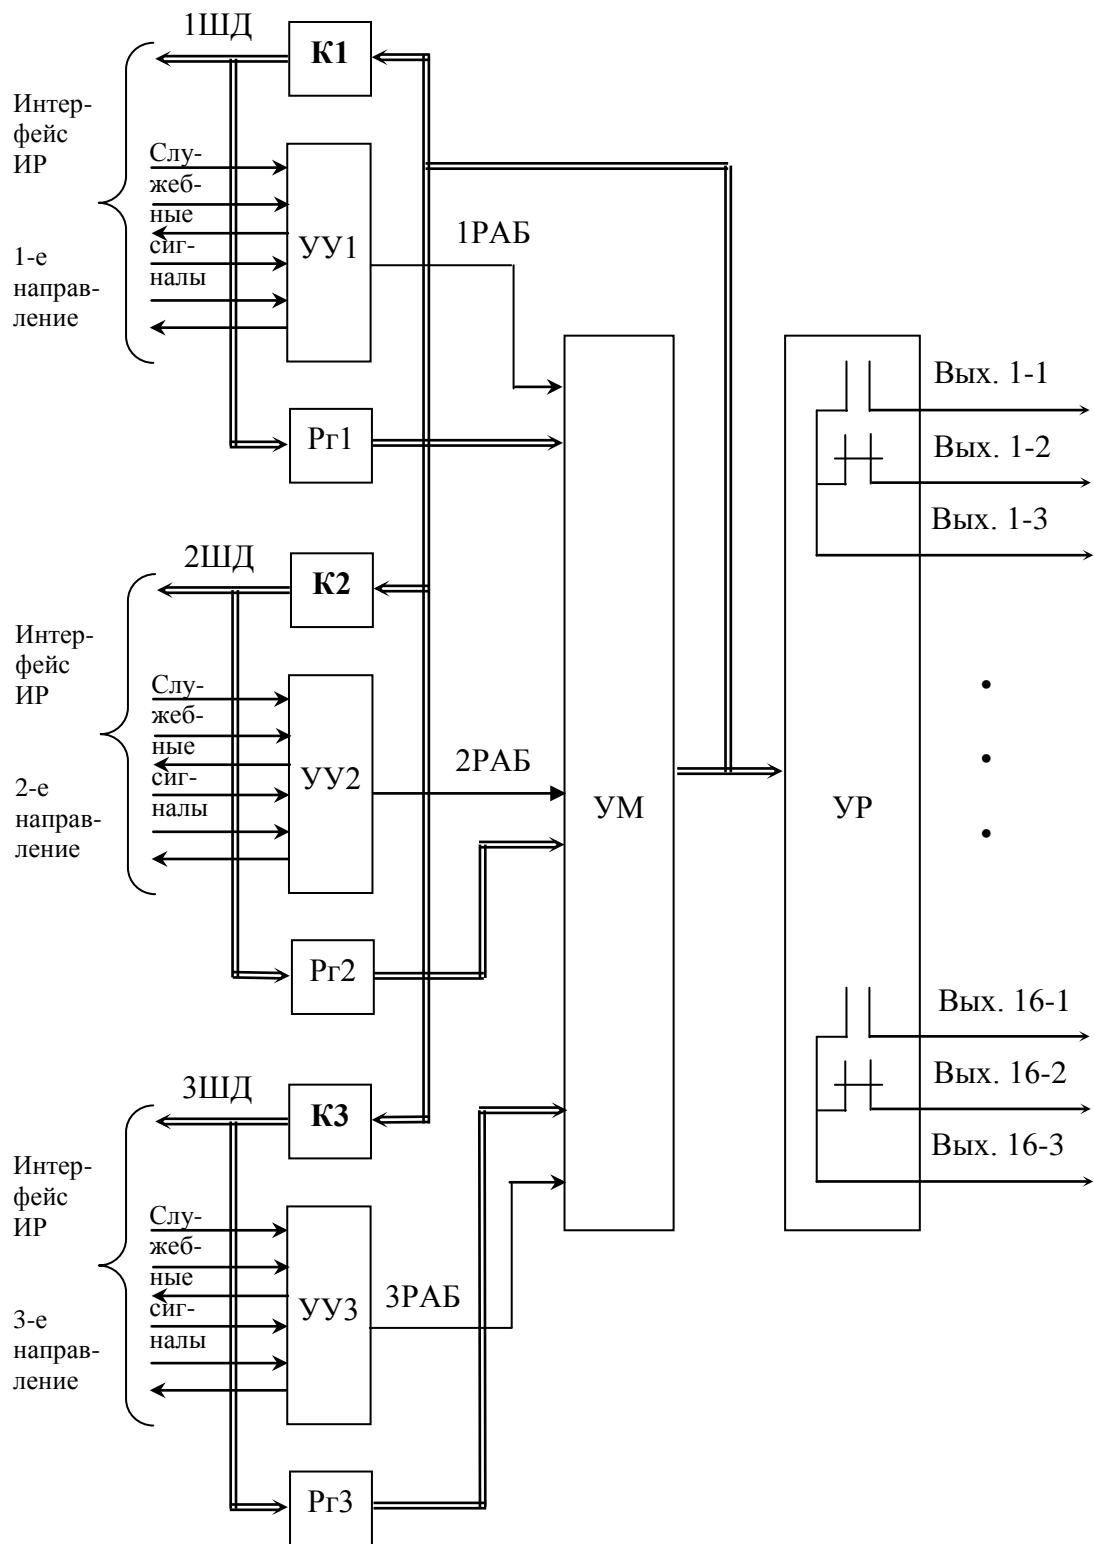 1ШД
К1
Интер-
фейс
ИР
Слу-
жеб-
ные
сиг-
налы
1-е
направ-
ление
УУ1
1РАБ
Рг1
Вых. 1-1
Вых. 1-2
Вых. 1-3
2ШД
К2
Интер-
фейс
ИР
Слу-
жеб-
ные
сиг-
налы
2-е
направ-
ление
УУ2
2РАБ
УМ
УР
Рг2
Вых. 16-1
Вых. 16-2
Вых. 16-3
3ШД
К3
Интер-
фейс
ИР
Слу-
жеб-
ные
сиг-
налы
3-е
направ-
ление
УУ3
3РАБ
Рг3